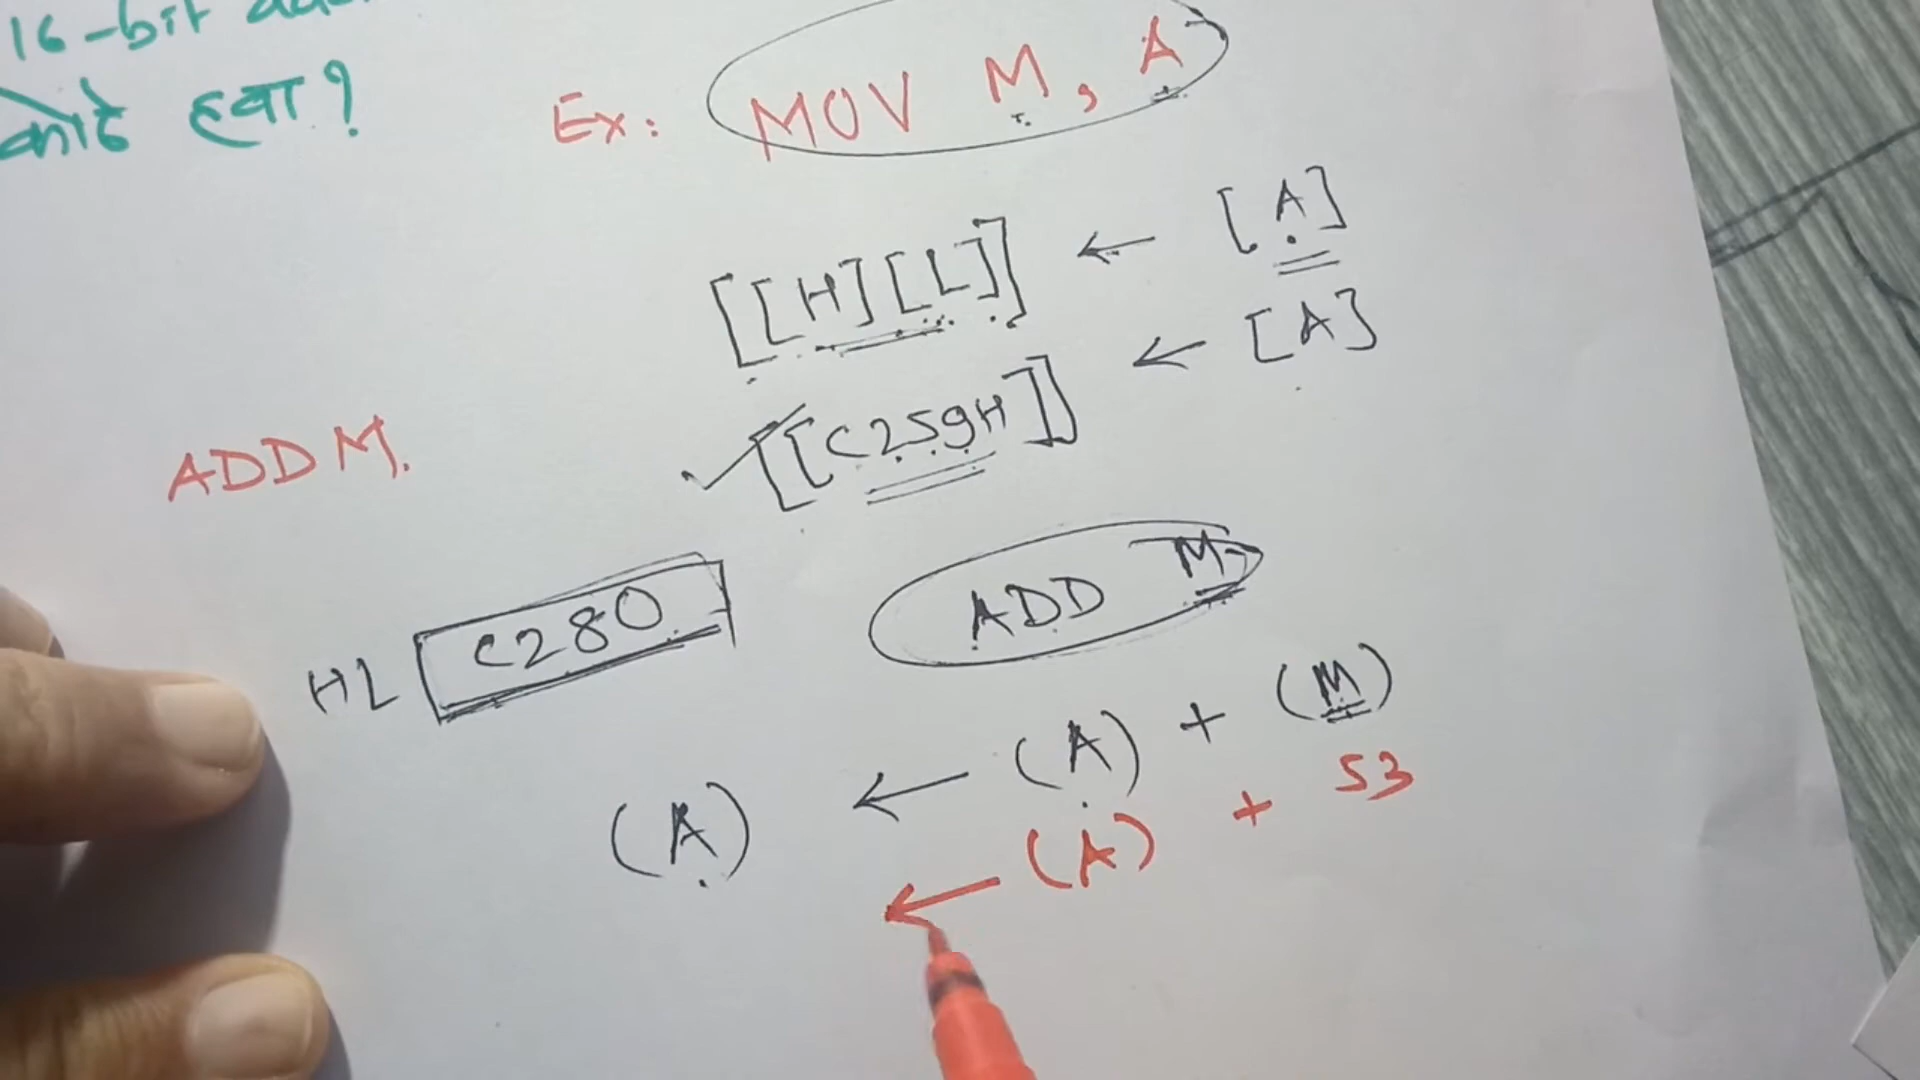 16-bit
कोठे हवा?
Ex: MOV M, A
[[H][L]] ← [A]
[[C259H]] ← [A]
ADD M.
ADD M
HL C280
(A) ← (A) + (M)
← (A) + 53